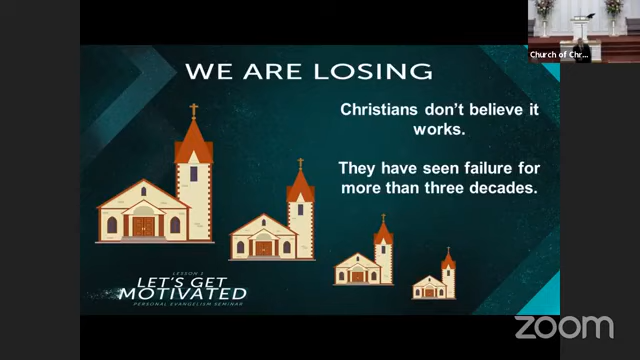 Church of Chr...
WE ARE LOSING
Christians don't believe it
works.
They have seen failure for
more than three decades.
LESSON 1
LET'S GET
MOTIVATED
PERSONAL EVANGELISM SEMINAR
zoom